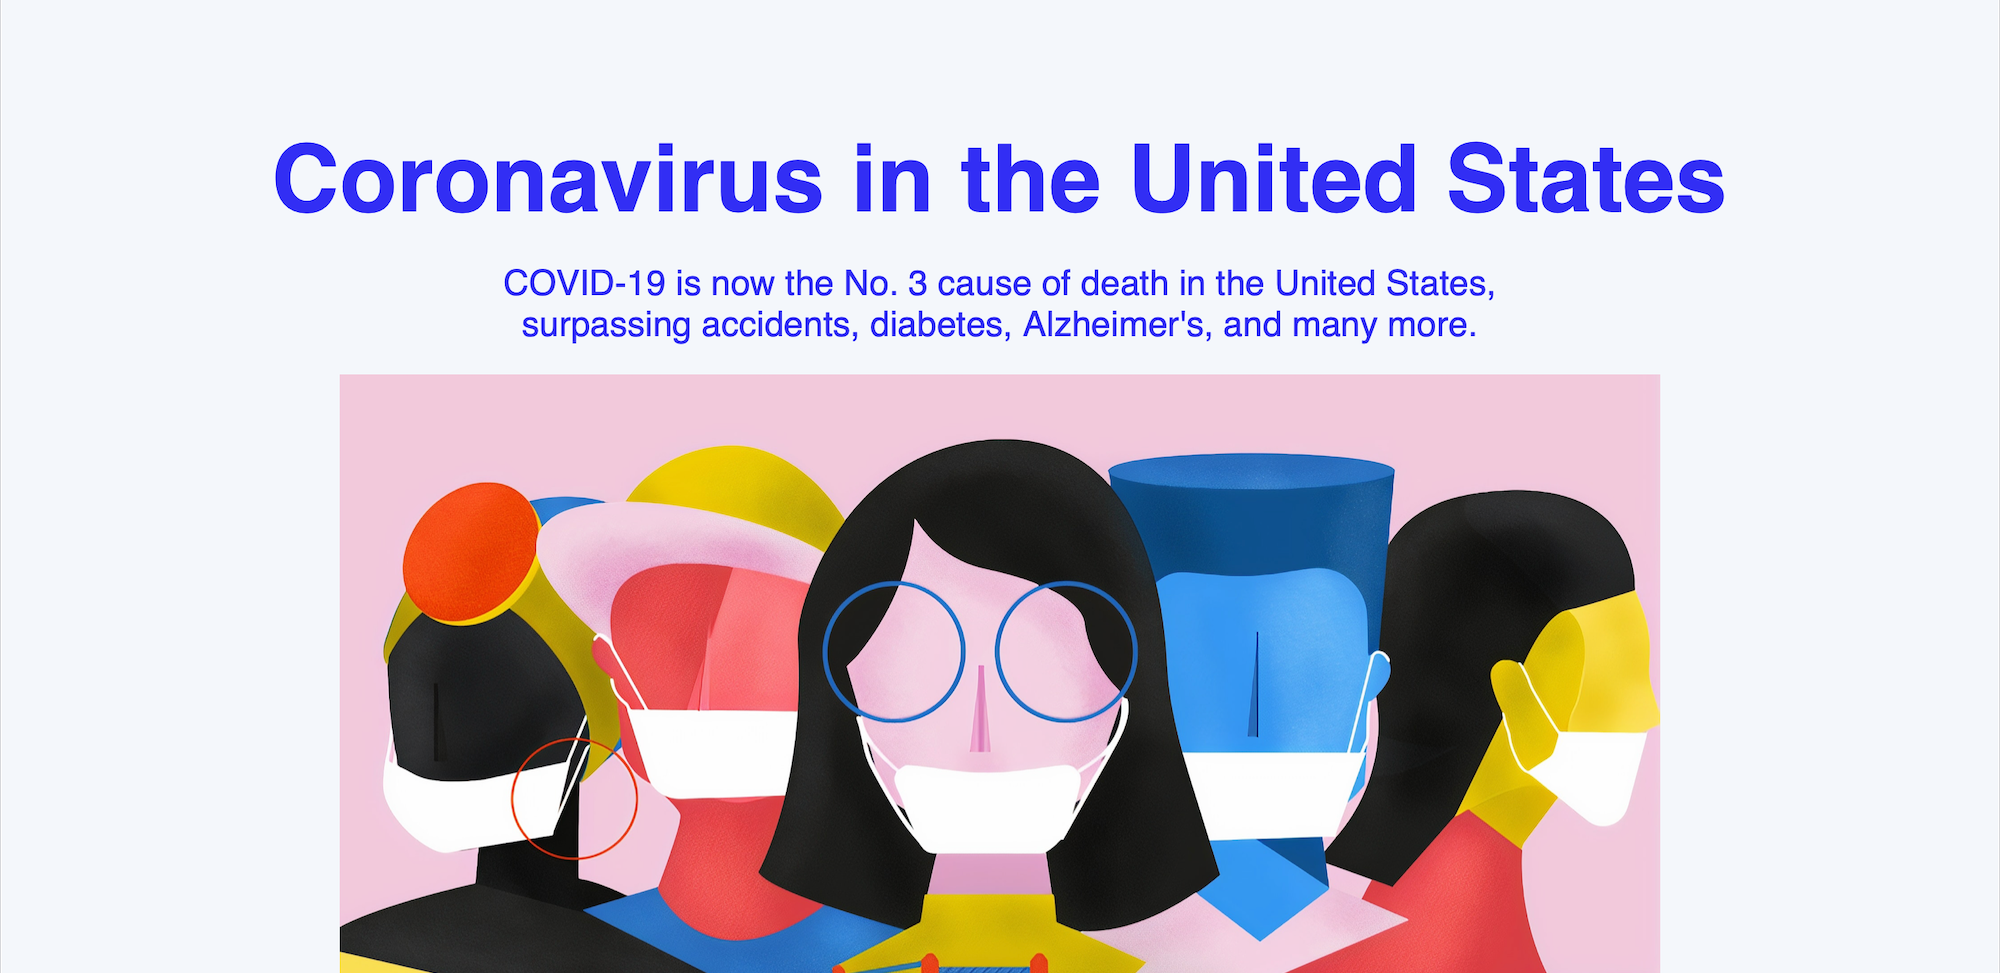 Coronavirus in the United States
COVID-19 is now the No. 3 cause of death in the United States,
surpassing accidents, diabetes, Alzheimer's, and many more.